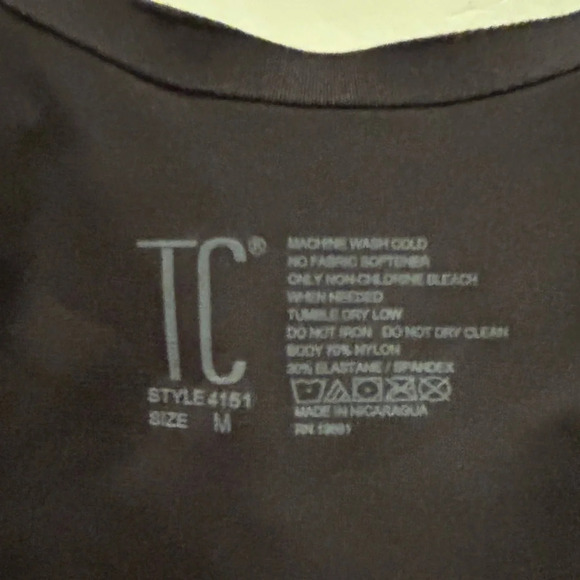 TC®
STYLE 4151
SIZE M
MACHINE WASH COLD
NO FABRIC SOFTENER
ONLY NON-CHLORINE BLEACH
WHEN NEEDED
TUMBLE DRY LOW
DO NOT IRON DO NOT DRY CLEAN
BODY 70% NYLON
30% ELASTANE / SPANDEX
MADE IN NICARAGUA
RN